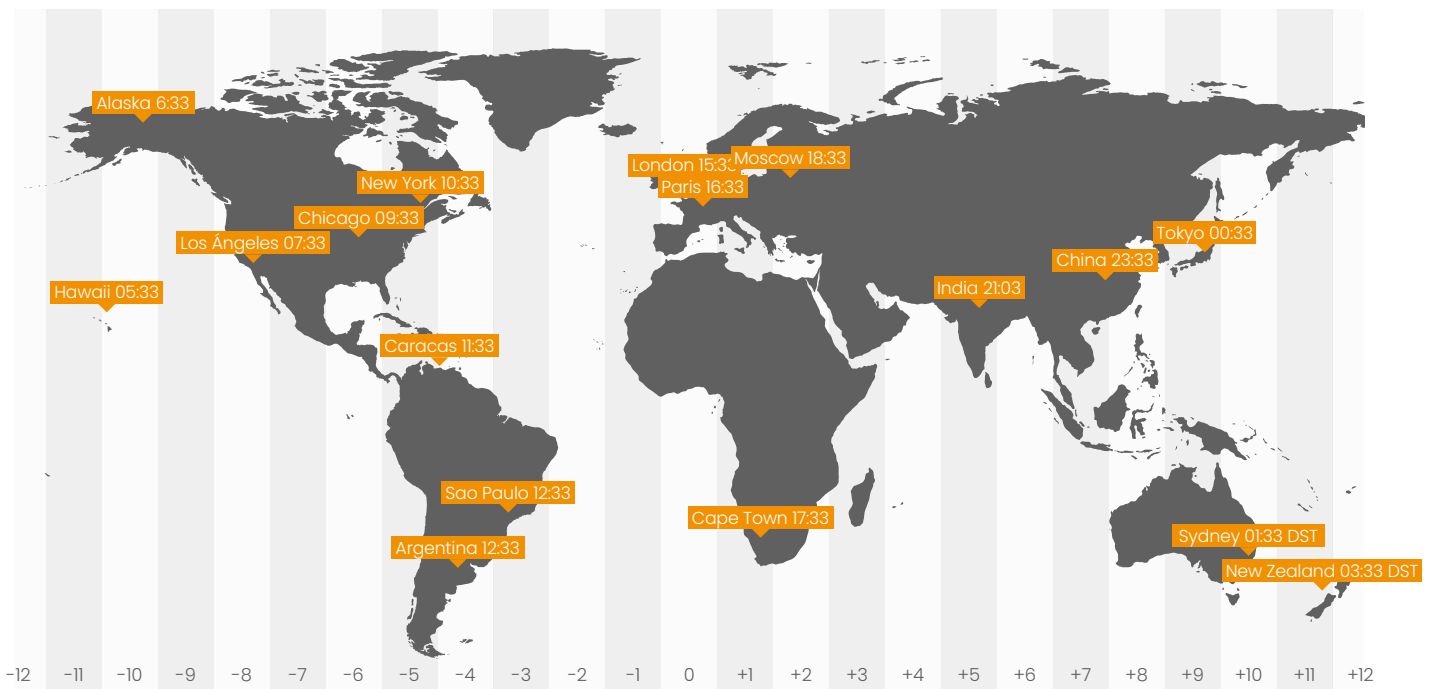 Alaska 6:33
London 15:33
Moscow 18:33
New York 10:33
Paris 16:33
Chicago 09:33
Los Ángeles 07:33
Tokyo 00:33
China 23:33
Hawaii 05:33
India 21:03
Caracas 11:33
Sao Paulo 12:33
Cape Town 17:33
Argentina 12:33
Sydney 01:33 DST
New Zealand 03:33 DST
-12 -11 -10 -9 -8 -7 -6 -5 -4 -3 -2 -1 0 +1 +2 +3 +4 +5 +6 +7 +8 +9 +10 +11 +12